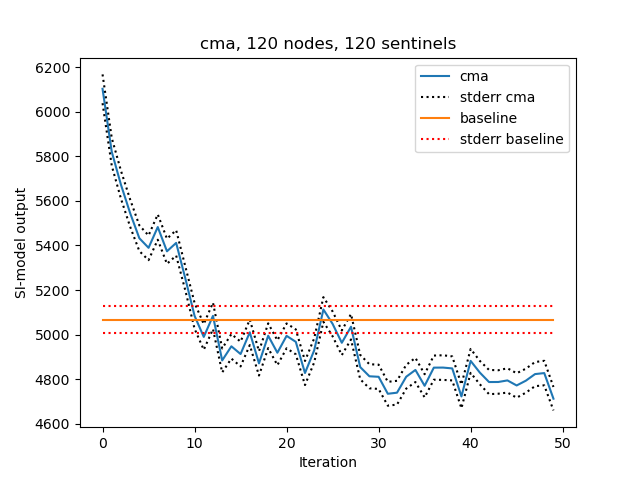 cma, 120 nodes, 120 sentinels
6200
6000
5800
5600
5400
5200
5000
4800
4600
SI-model output
cma
stderr cma
baseline
stderr baseline
0
10
20
30
40
50
Iteration